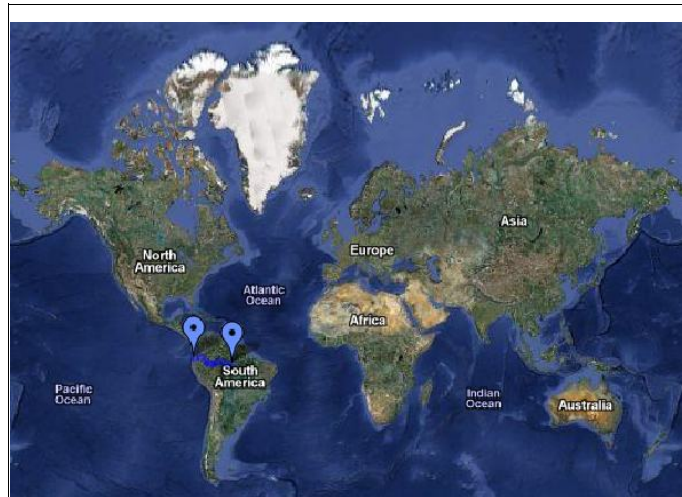 Asia
Europe
North
America
Atlantic
Ocean
Africa
South
America
Pacific
Ocean
Indian
Ocean
Australia